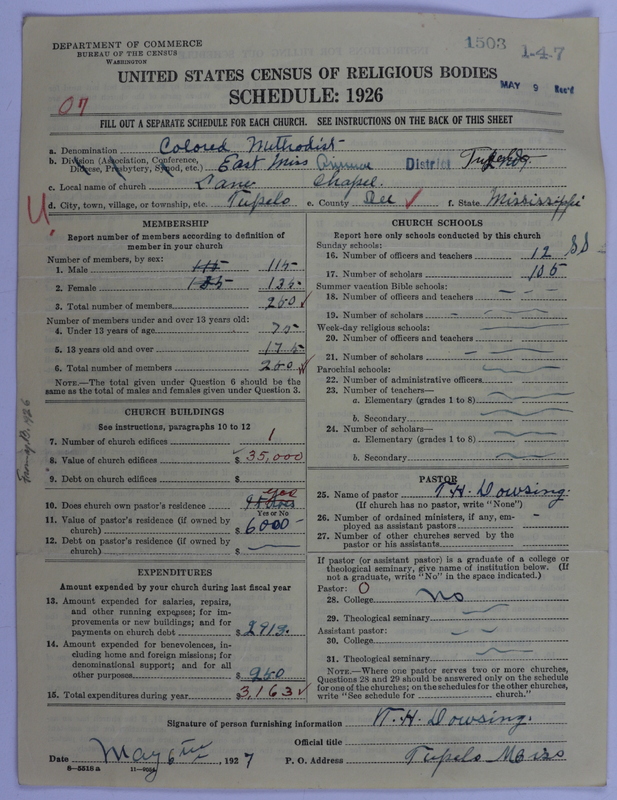 DEPARTMENT OF COMMERCE
BUREAU OF THE CENSUS
WASHINGTON
1503 1-4-7
UNITED STATES CENSUS OF RELIGIOUS BODIES
MAY 9 Rec'd
SCHEDULE: 1926
07
FILL OUT A SEPARATE SCHEDULE FOR EACH CHURCH. SEE INSTRUCTIONS ON THE BACK OF THIS SHEET
a. Denomination Colored Methodist
b. Division (Association, Conference, Diocese, Presbytery, Synod, etc.) East Miss District Tupelo
c. Local name of church Lane Chapel
U d. City, town, village, or township, etc. Tupelo e. County Lee f. State Mississippi
MEMBERSHIP
Report number of members according to definition of member in your church
Number of members, by sex:
1. Male 115 115
2. Female 135 135
3. Total number of members 250
Number of members under and over 13 years old:
4. Under 13 years of age 75
5. 13 years old and over 175
6. Total number of members 250
NOTE.—The total given under Question 6 should be the same as the total of males and females given under Question 3.
CHURCH BUILDINGS
See instructions, paragraphs 10 to 12
7. Number of church edifices 1
8. Value of church edifices $ 35,000
9. Debt on church edifices $
10. Does church own pastor's residence yes
Yes or No
11. Value of pastor's residence (if owned by church) $ 6000
12. Debt on pastor's residence (if owned by church) $
EXPENDITURES
Amount expended by your church during last fiscal year
13. Amount expended for salaries, repairs, and other running expenses; for improvements or new buildings; and for payments on church debt $ 2913.
14. Amount expended for benevolences, including home and foreign missions; for denominational support; and for all other purposes $ 250
15. Total expenditures during year $ 3,163
CHURCH SCHOOLS
Report here only schools conducted by this church
Sunday schools:
16. Number of officers and teachers 12 SS
17. Number of scholars 105
Summer vacation Bible schools:
18. Number of officers and teachers
19. Number of scholars
Week-day religious schools:
20. Number of officers and teachers
21. Number of scholars
Parochial schools:
22. Number of administrative officers
23. Number of teachers—
a. Elementary (grades 1 to 8)
b. Secondary
24. Number of scholars—
a. Elementary (grades 1 to 8)
b. Secondary
PASTOR
25. Name of pastor T. H. Dowsing.
(If church has no pastor, write "None")
26. Number of ordained ministers, if any, employed as assistant pastors
27. Number of other churches served by the pastor or his assistants
If pastor (or assistant pastor) is a graduate of a college or theological seminary, give name of institution below. (If not a graduate, write "No" in the space indicated.)
Pastor: O
28. College No
29. Theological seminary
Assistant pastor:
30. College
31. Theological seminary
NOTE.—Where one pastor serves two or more churches, Questions 28 and 29 should be answered only on the schedule for one of the churches; on the schedules for the other churches, write "See schedule for church."
Signature of person furnishing information T. H. Dowsing.
Official title
Date May 6th, 1927 P. O. Address Tupelo Miss
6—5518a 11—9024